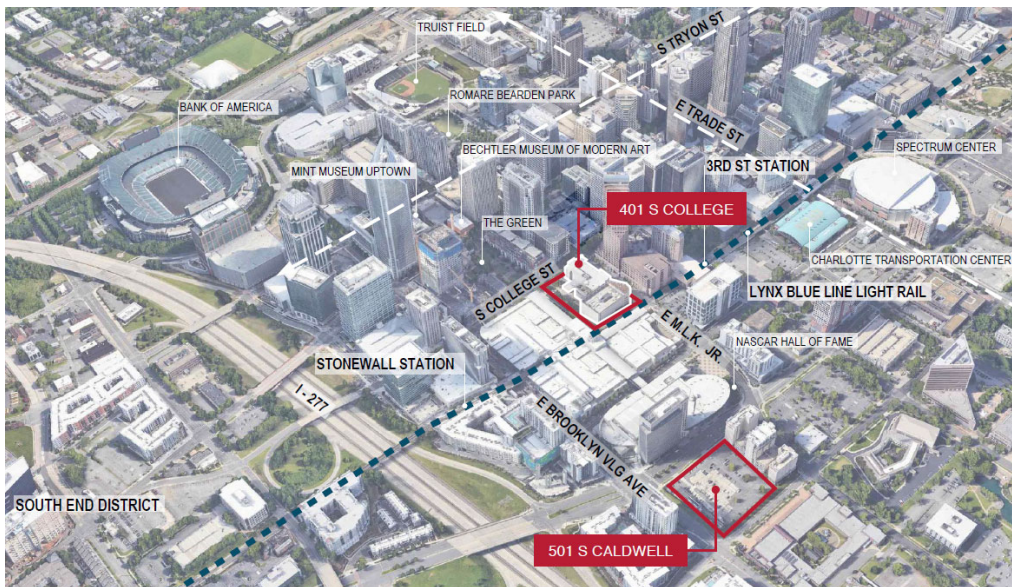 TRUIST FIELD
S TRYON ST
ROMARE BEARDEN PARK
BANK OF AMERICA
E TRADE ST
BECHTLER MUSEUM OF MODERN ART
SPECTRUM CENTER
MINT MUSEUM UPTOWN
3RD ST STATION
401 S COLLEGE
THE GREEN
CHARLOTTE TRANSPORTATION CENTER
S COLLEGE ST
LYNX BLUE LINE LIGHT RAIL
E M.L.K. JR.
NASCAR HALL OF FAME
STONEWALL STATION
I - 277
E BROOKLYN VLG AVE
SOUTH END DISTRICT
501 S CALDWELL